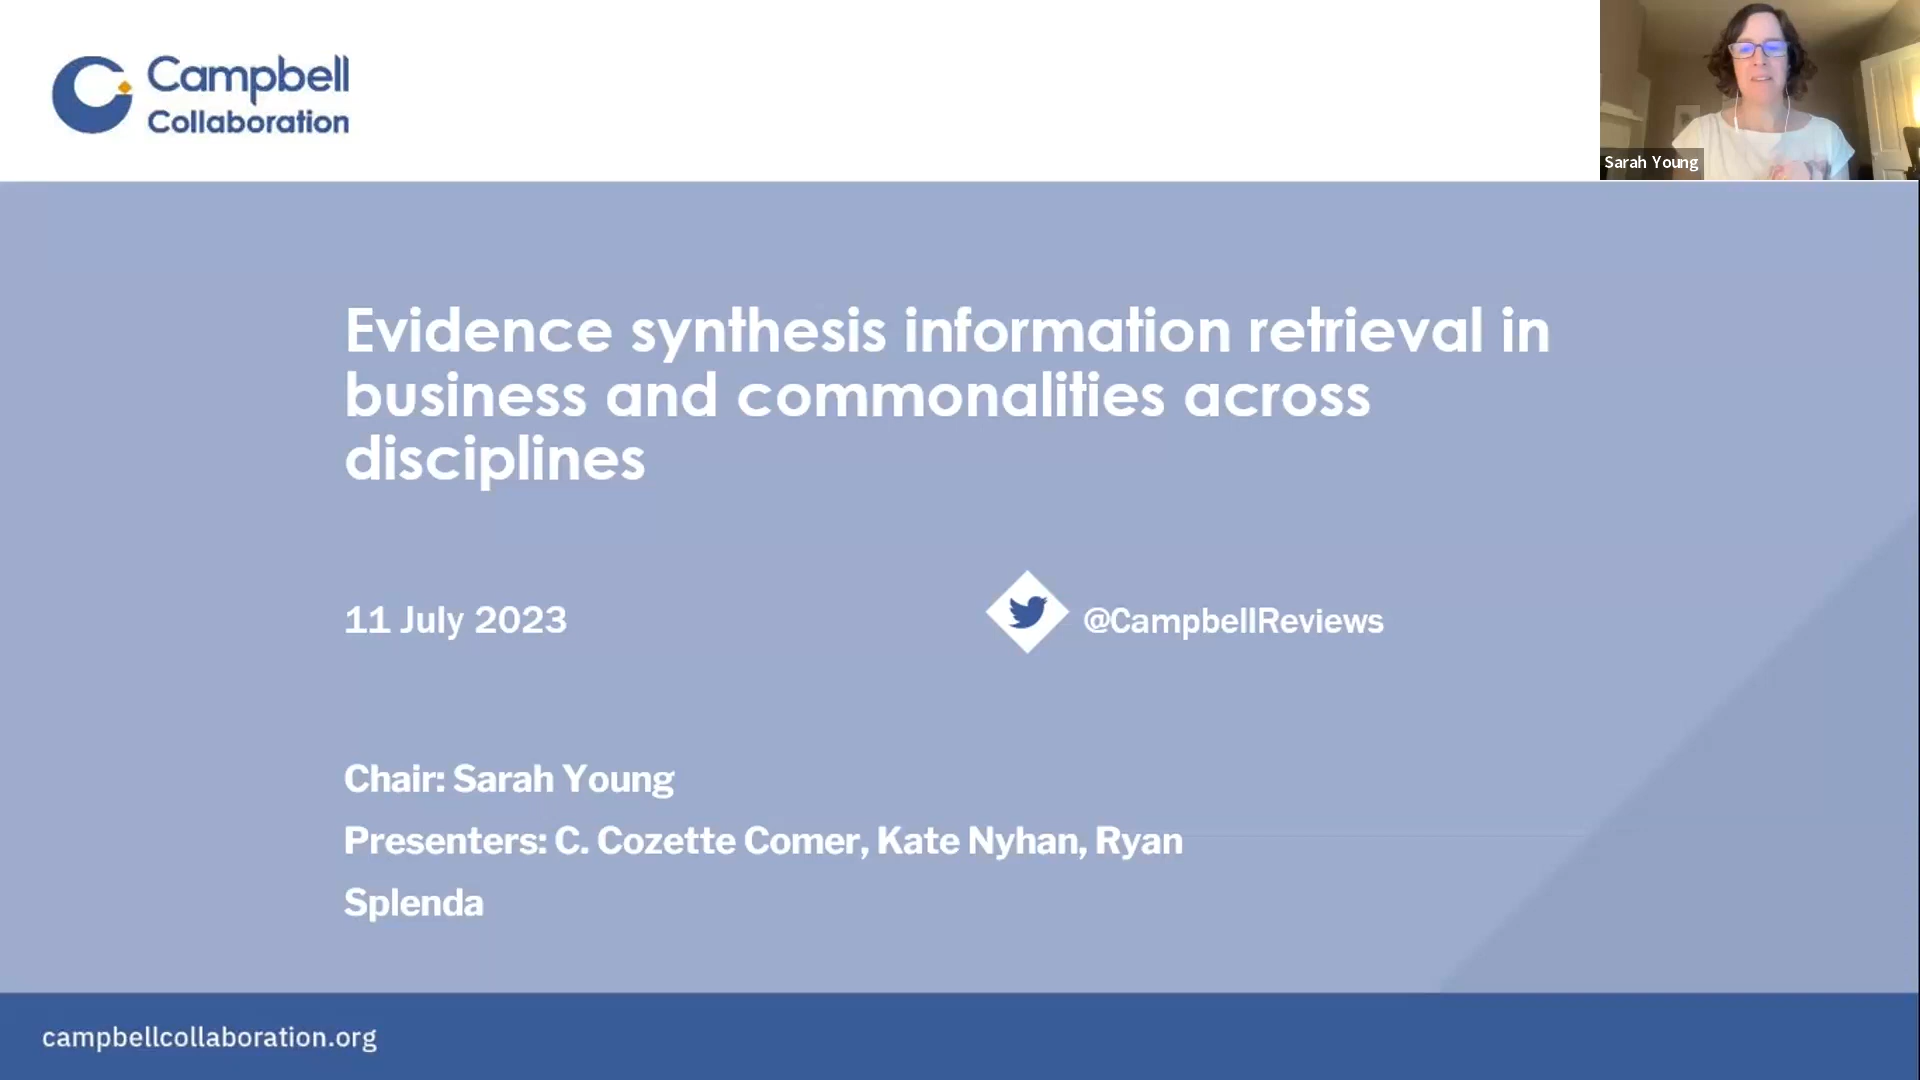 Campbell
Collaboration
Sarah Young
Evidence synthesis information retrieval in
business and commonalities across
disciplines
11 July 2023
@CampbellReviews
Chair: Sarah Young
Presenters: C. Cozette Comer, Kate Nyhan, Ryan
Splenda
campbellcollaboration.org